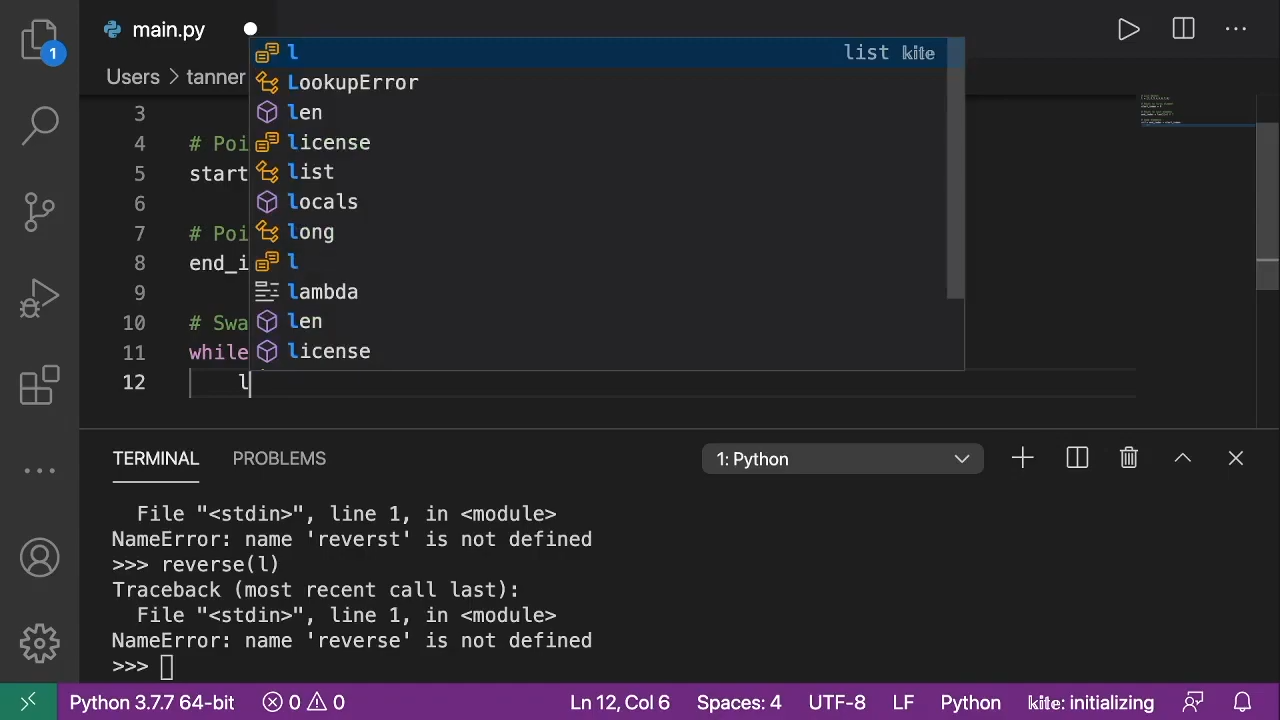 main.py
1
Users > tanner
l list kite
LookupError
len
license
list
locals
long
l
lambda
len
license
3
4 # Poi
5 start
6
7 # Poi
8 end_i
9
10 # Swa
11 while
12 l
TERMINAL PROBLEMS 1: Python
File "<stdin>", line 1, in <module>
NameError: name 'reverst' is not defined
>>> reverse(l)
Traceback (most recent call last):
File "<stdin>", line 1, in <module>
NameError: name 'reverse' is not defined
>>>
Python 3.7.7 64-bit 0 0 Ln 12, Col 6 Spaces: 4 UTF-8 LF Python kite: initializing